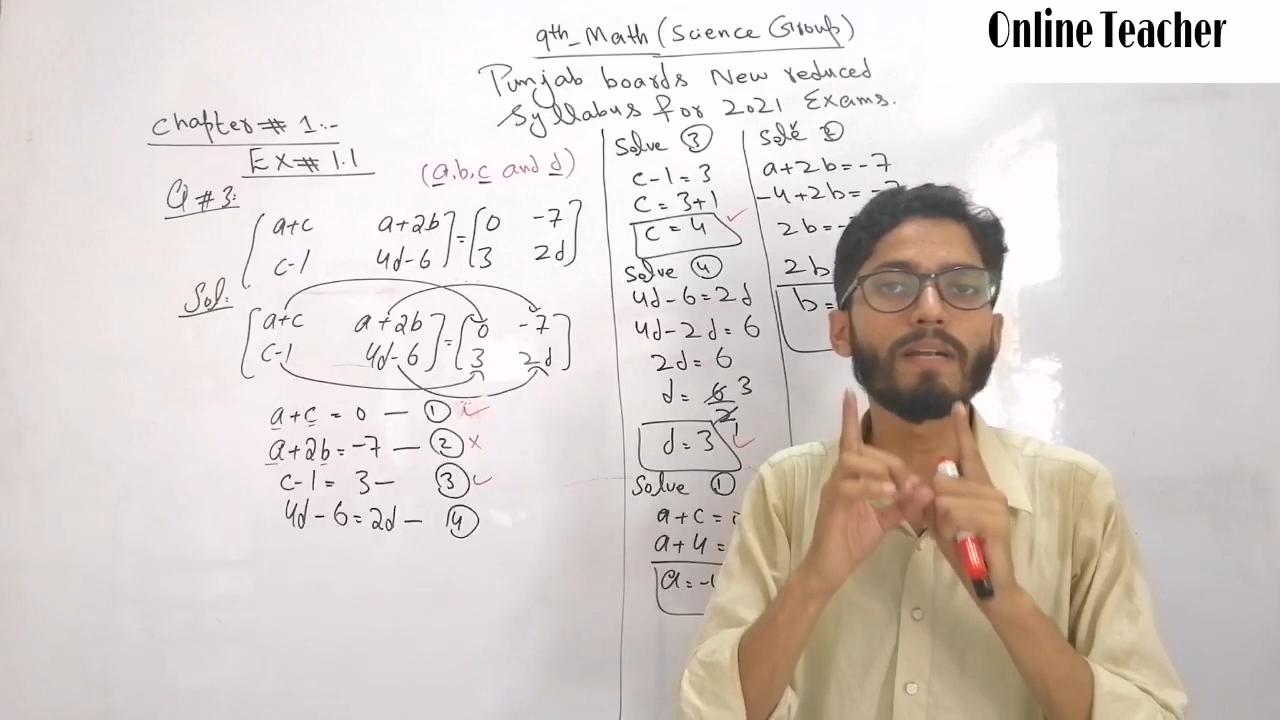 Online Teacher
9th_Math (Science Group)
Punjab boards New reduced
Syllabus for 2021 Exams.
Chapter # 1:-
Ex # 1.1
(a,b,c and d)
Q # 3:
a+c a+2b = 0 -7
c-1 4d-6 3 2d
Sol:
a+c a+2b = 0 -7
c-1 4d-6 3 2d
a+c = 0 — ①
a+2b = -7 — ② ×
c-1 = 3 — ③
4d-6 = 2d — 4
Solve ③
c-1 = 3
c = 3+1
c = 4
Solve ④
4d-6 = 2d
4d-2d = 6
2d = 6
d = 6/2 3 1
d = 3
Solve ①
a+c =
a+4 =
a = -
a+2b = -7
-4+2b = -7
2b = -
2b
b =